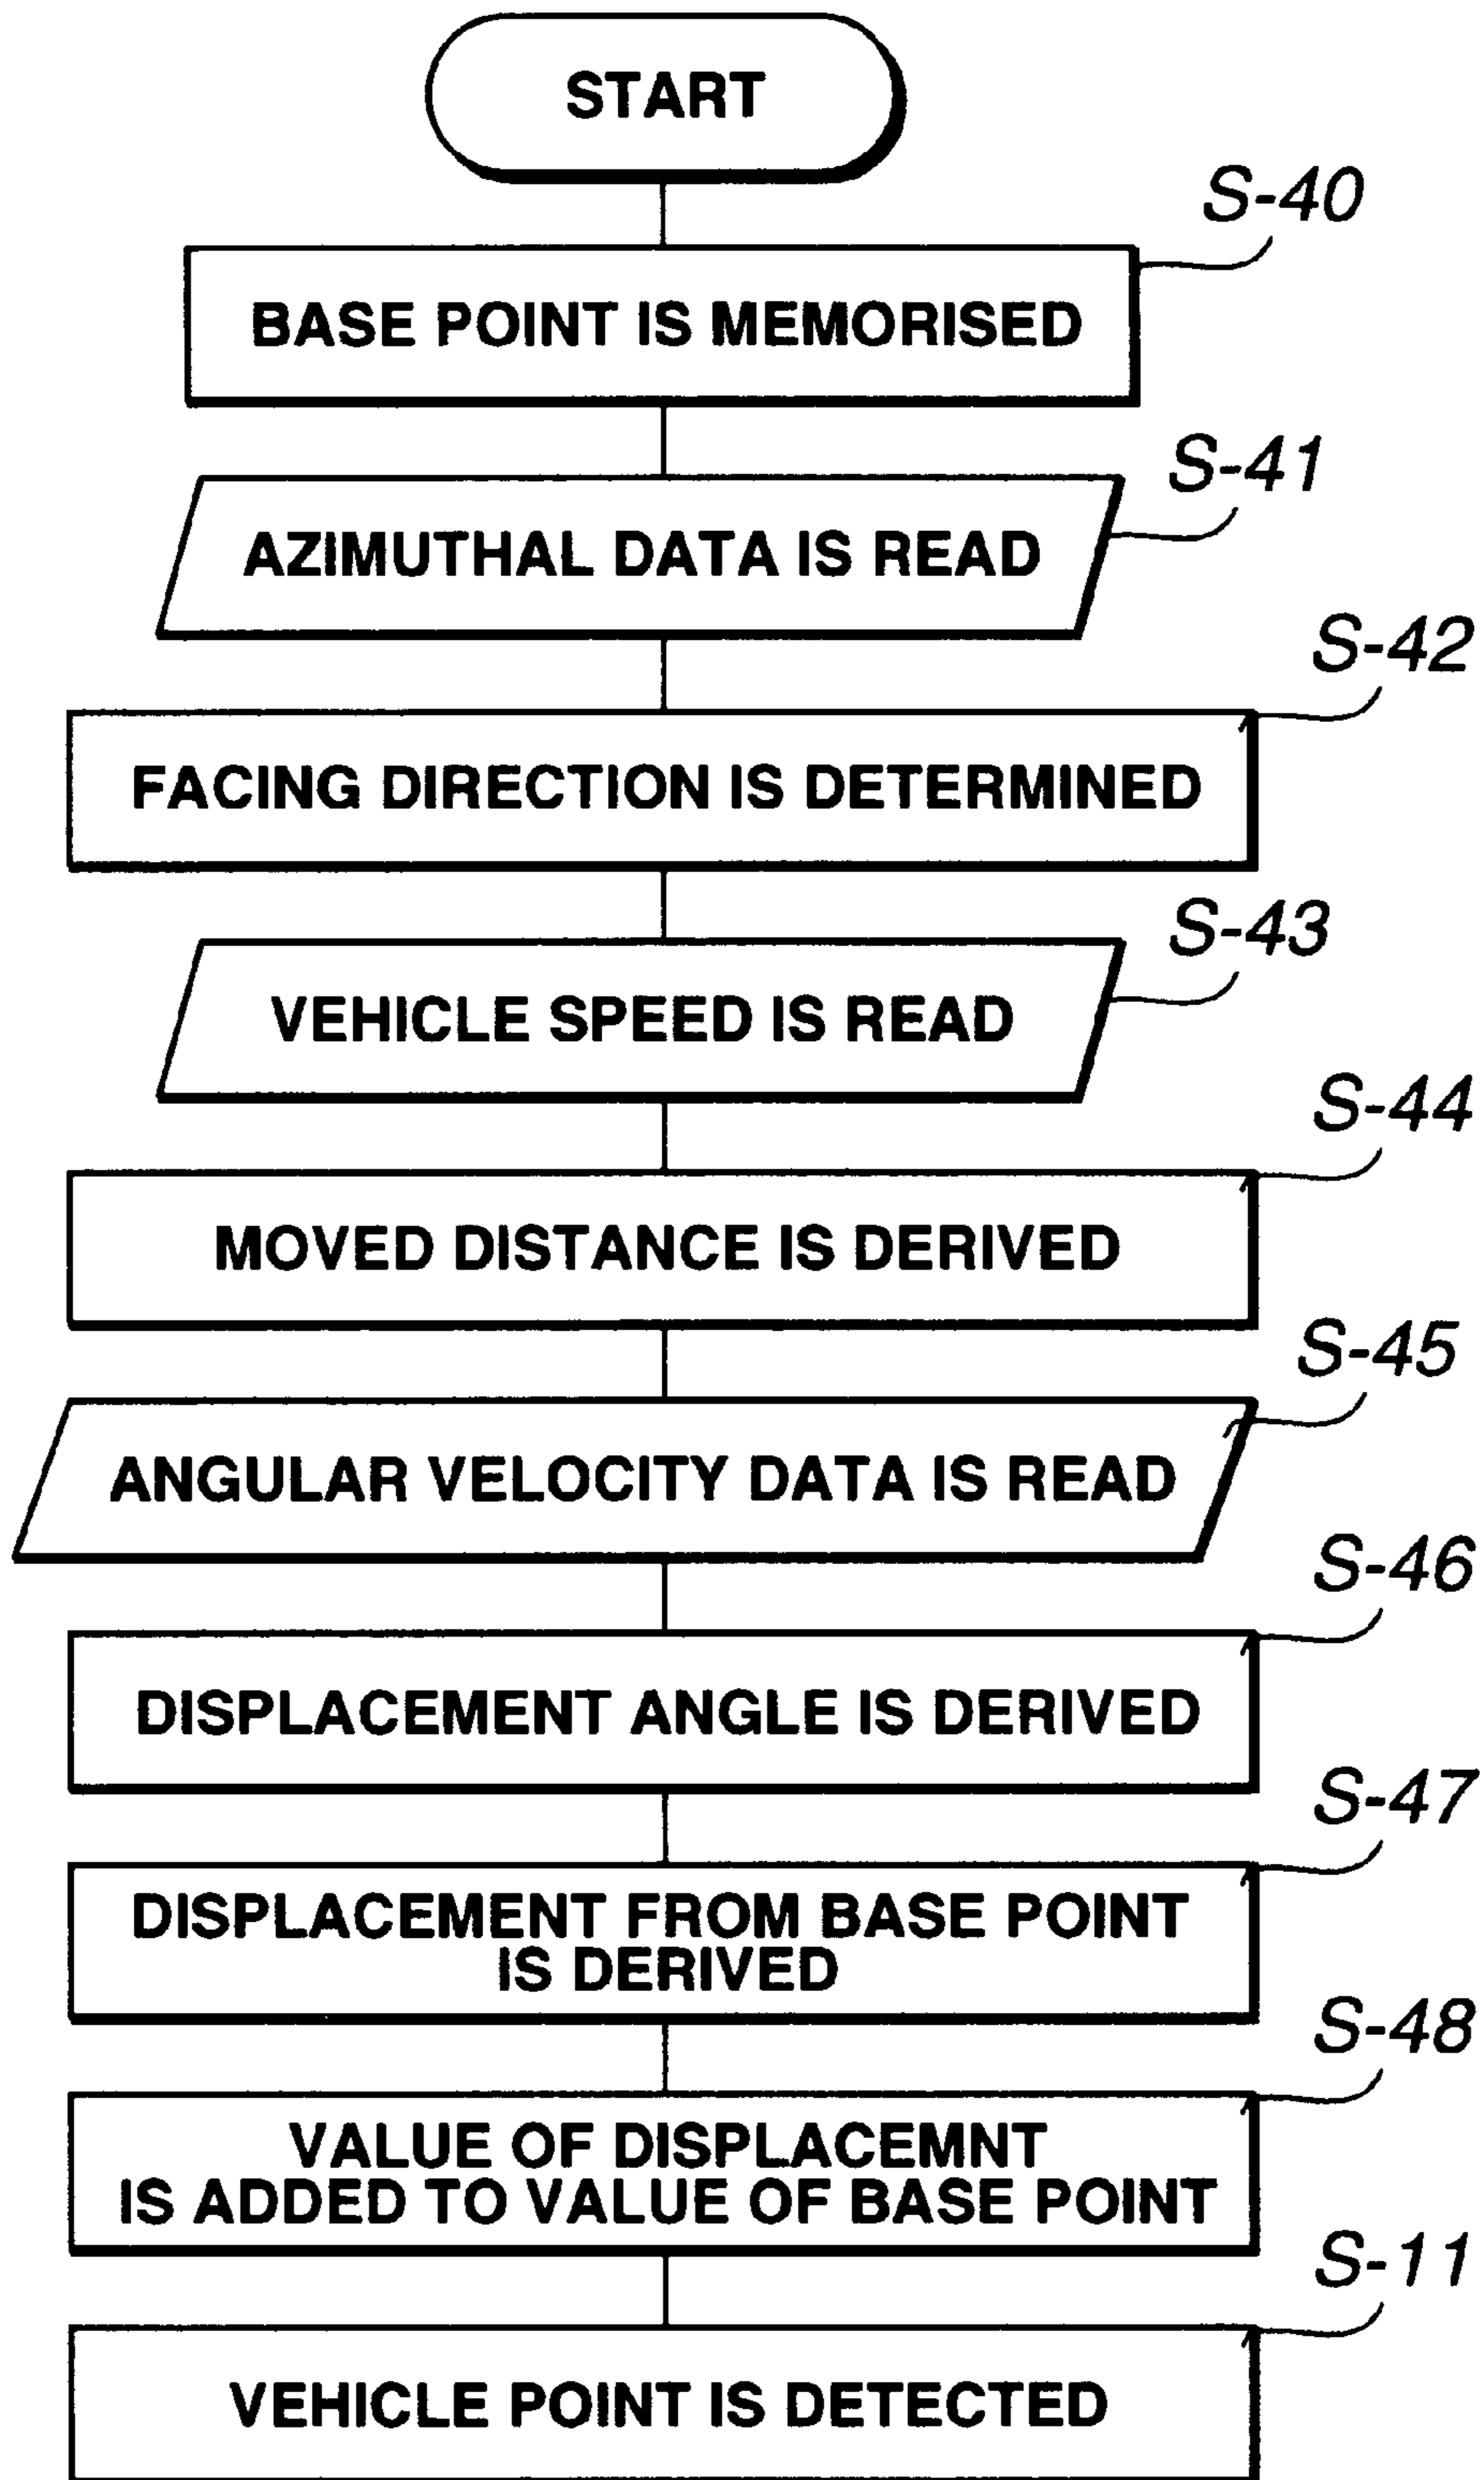 START
S-40
BASE POINT IS MEMORISED
S-41
AZIMUTHAL DATA IS READ
S-42
FACING DIRECTION IS DETERMINED
S-43
VEHICLE SPEED IS READ
S-44
MOVED DISTANCE IS DERIVED
S-45
ANGULAR VELOCITY DATA IS READ
S-46
DISPLACEMENT ANGLE IS DERIVED
S-47
DISPLACEMENT FROM BASE POINT
IS DERIVED
S-48
VALUE OF DISPLACEMNT
IS ADDED TO VALUE OF BASE POINT
S-11
VEHICLE POINT IS DETECTED